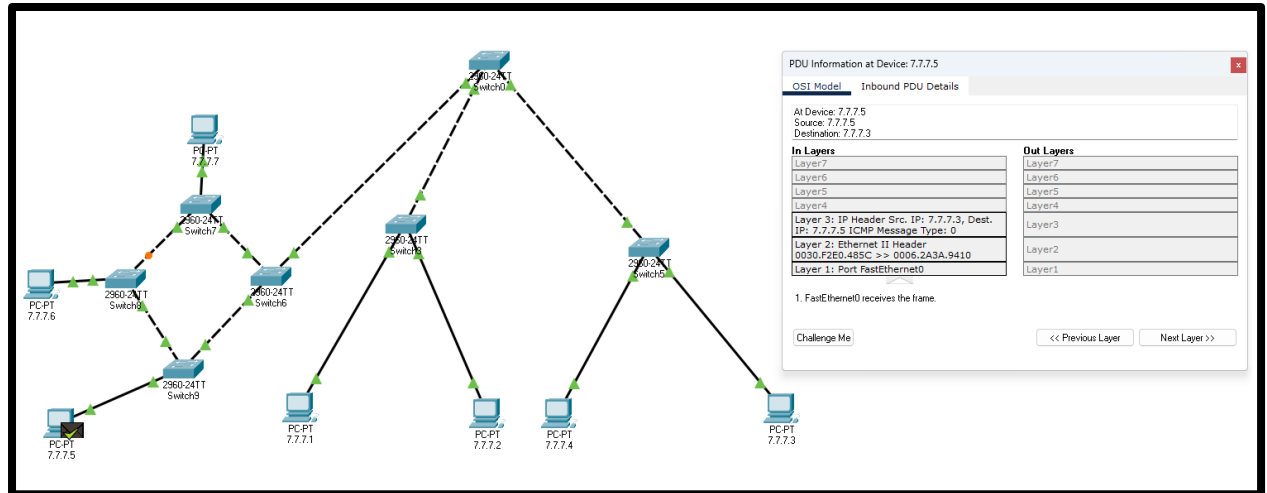 2960-24TT
Switch0
PC-PT
7.7.7.7
2960-24TT
Switch7
2960-24TT
Switch5
2960-24TT
Switch6
PC-PT
7.7.7.6
2960-24TT
2960-24TT
Switch9
PC-PT
7.7.7.5
PC-PT
7.7.7.1
PC-PT
7.7.7.2
PC-PT
7.7.7.4
PC-PT
7.7.7.3
PDU Information at Device: 7.7.7.5
x
OSI Model Inbound PDU Details
At Device: 7.7.7.5
Source: 7.7.7.5
Destination: 7.7.7.3
In Layers Out Layers
Layer7 Layer7
Layer6 Layer6
Layer5 Layer5
Layer4 Layer4
Layer 3: IP Header Src. IP: 7.7.7.3, Dest.
IP: 7.7.7.5 ICMP Message Type: 0
Layer3
Layer 2: Ethernet II Header
0030.F2E0.485C >> 0006.2A3A.9410
Layer2
Layer 1: Port FastEthernet0 Layer1
1. FastEthernet0 receives the frame.
Challenge Me << Previous Layer Next Layer >>